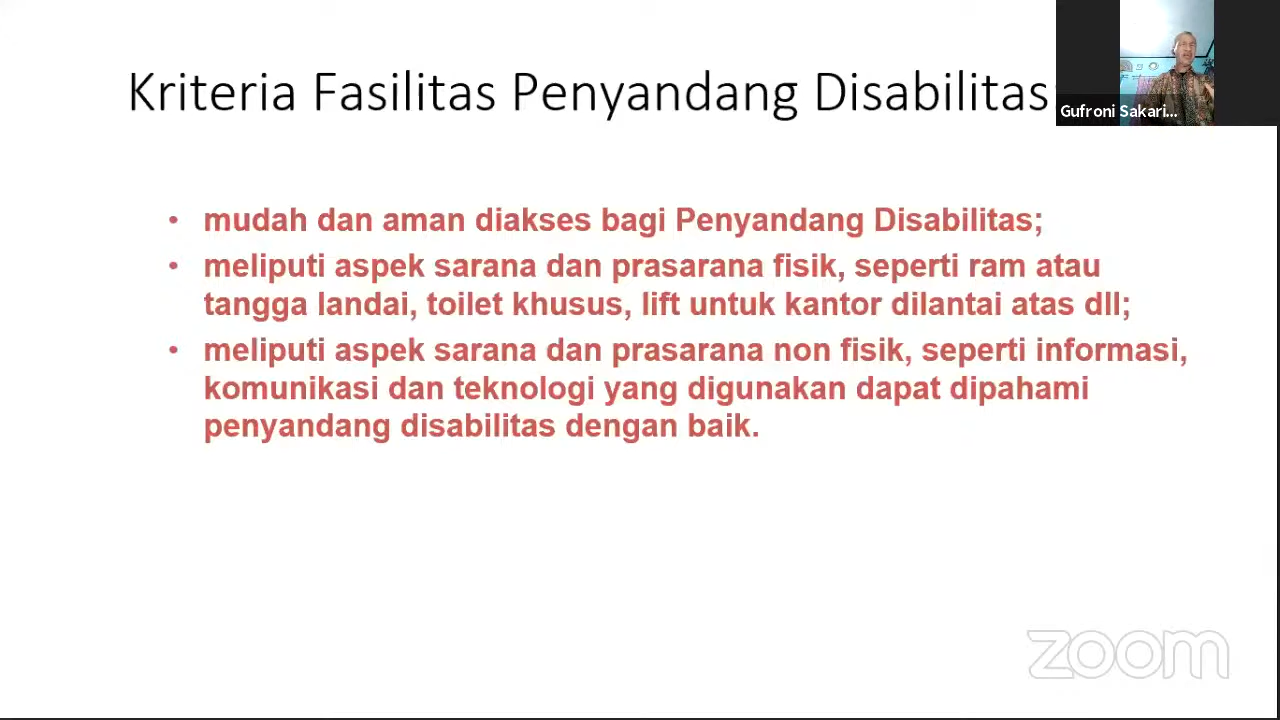 Kriteria Fasilitas Penyandang Disabilitas
Gufroni Sakari...
• mudah dan aman diakses bagi Penyandang Disabilitas;
• meliputi aspek sarana dan prasarana fisik, seperti ram atau
tangga landai, toilet khusus, lift untuk kantor dilantai atas dll;
• meliputi aspek sarana dan prasarana non fisik, seperti informasi,
komunikasi dan teknologi yang digunakan dapat dipahami
penyandang disabilitas dengan baik.
zoom